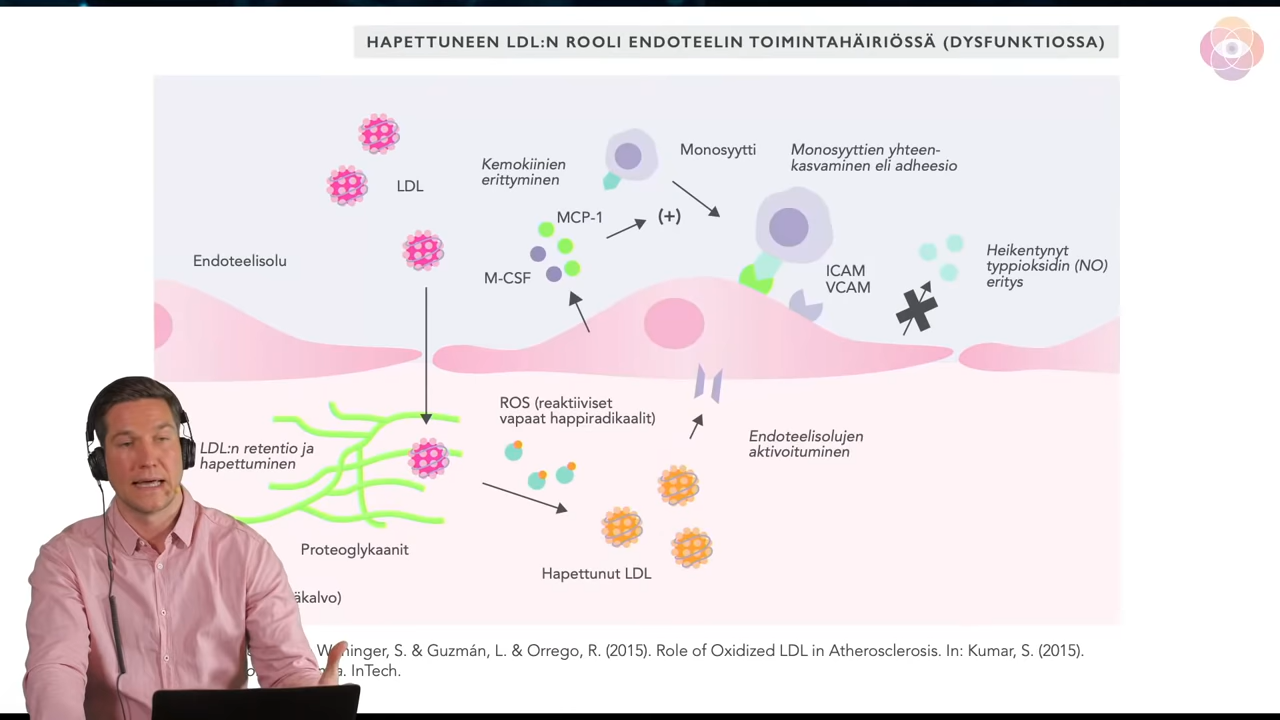 HAPETTUNEEN LDL:N ROOLI ENDOTEELIN TOIMINTAHÄIRIÖSSÄ (DYSFUNKTIOSSA)
LDL
Kemokiinien
erittyminen
Monosyytti
Monosyyttien yhteen-
kasvaminen eli adheesio
MCP-1
(+)
M-CSF
Endoteelisolu
ICAM
VCAM
Heikentynyt
typpioksidin (NO)
eritys
ROS (reaktiiviset
vapaat happiradikaalit)
LDL:n retentio ja
hapettuminen
Endoteelisolujen
aktivoituminen
Proteoglykaanit
Hapettunut LDL
S. & Guzmán, L. & Orrego, R. (2015). Role of Oxidized LDL in Atherosclerosis. In: Kumar, S. (2015).
InTech.